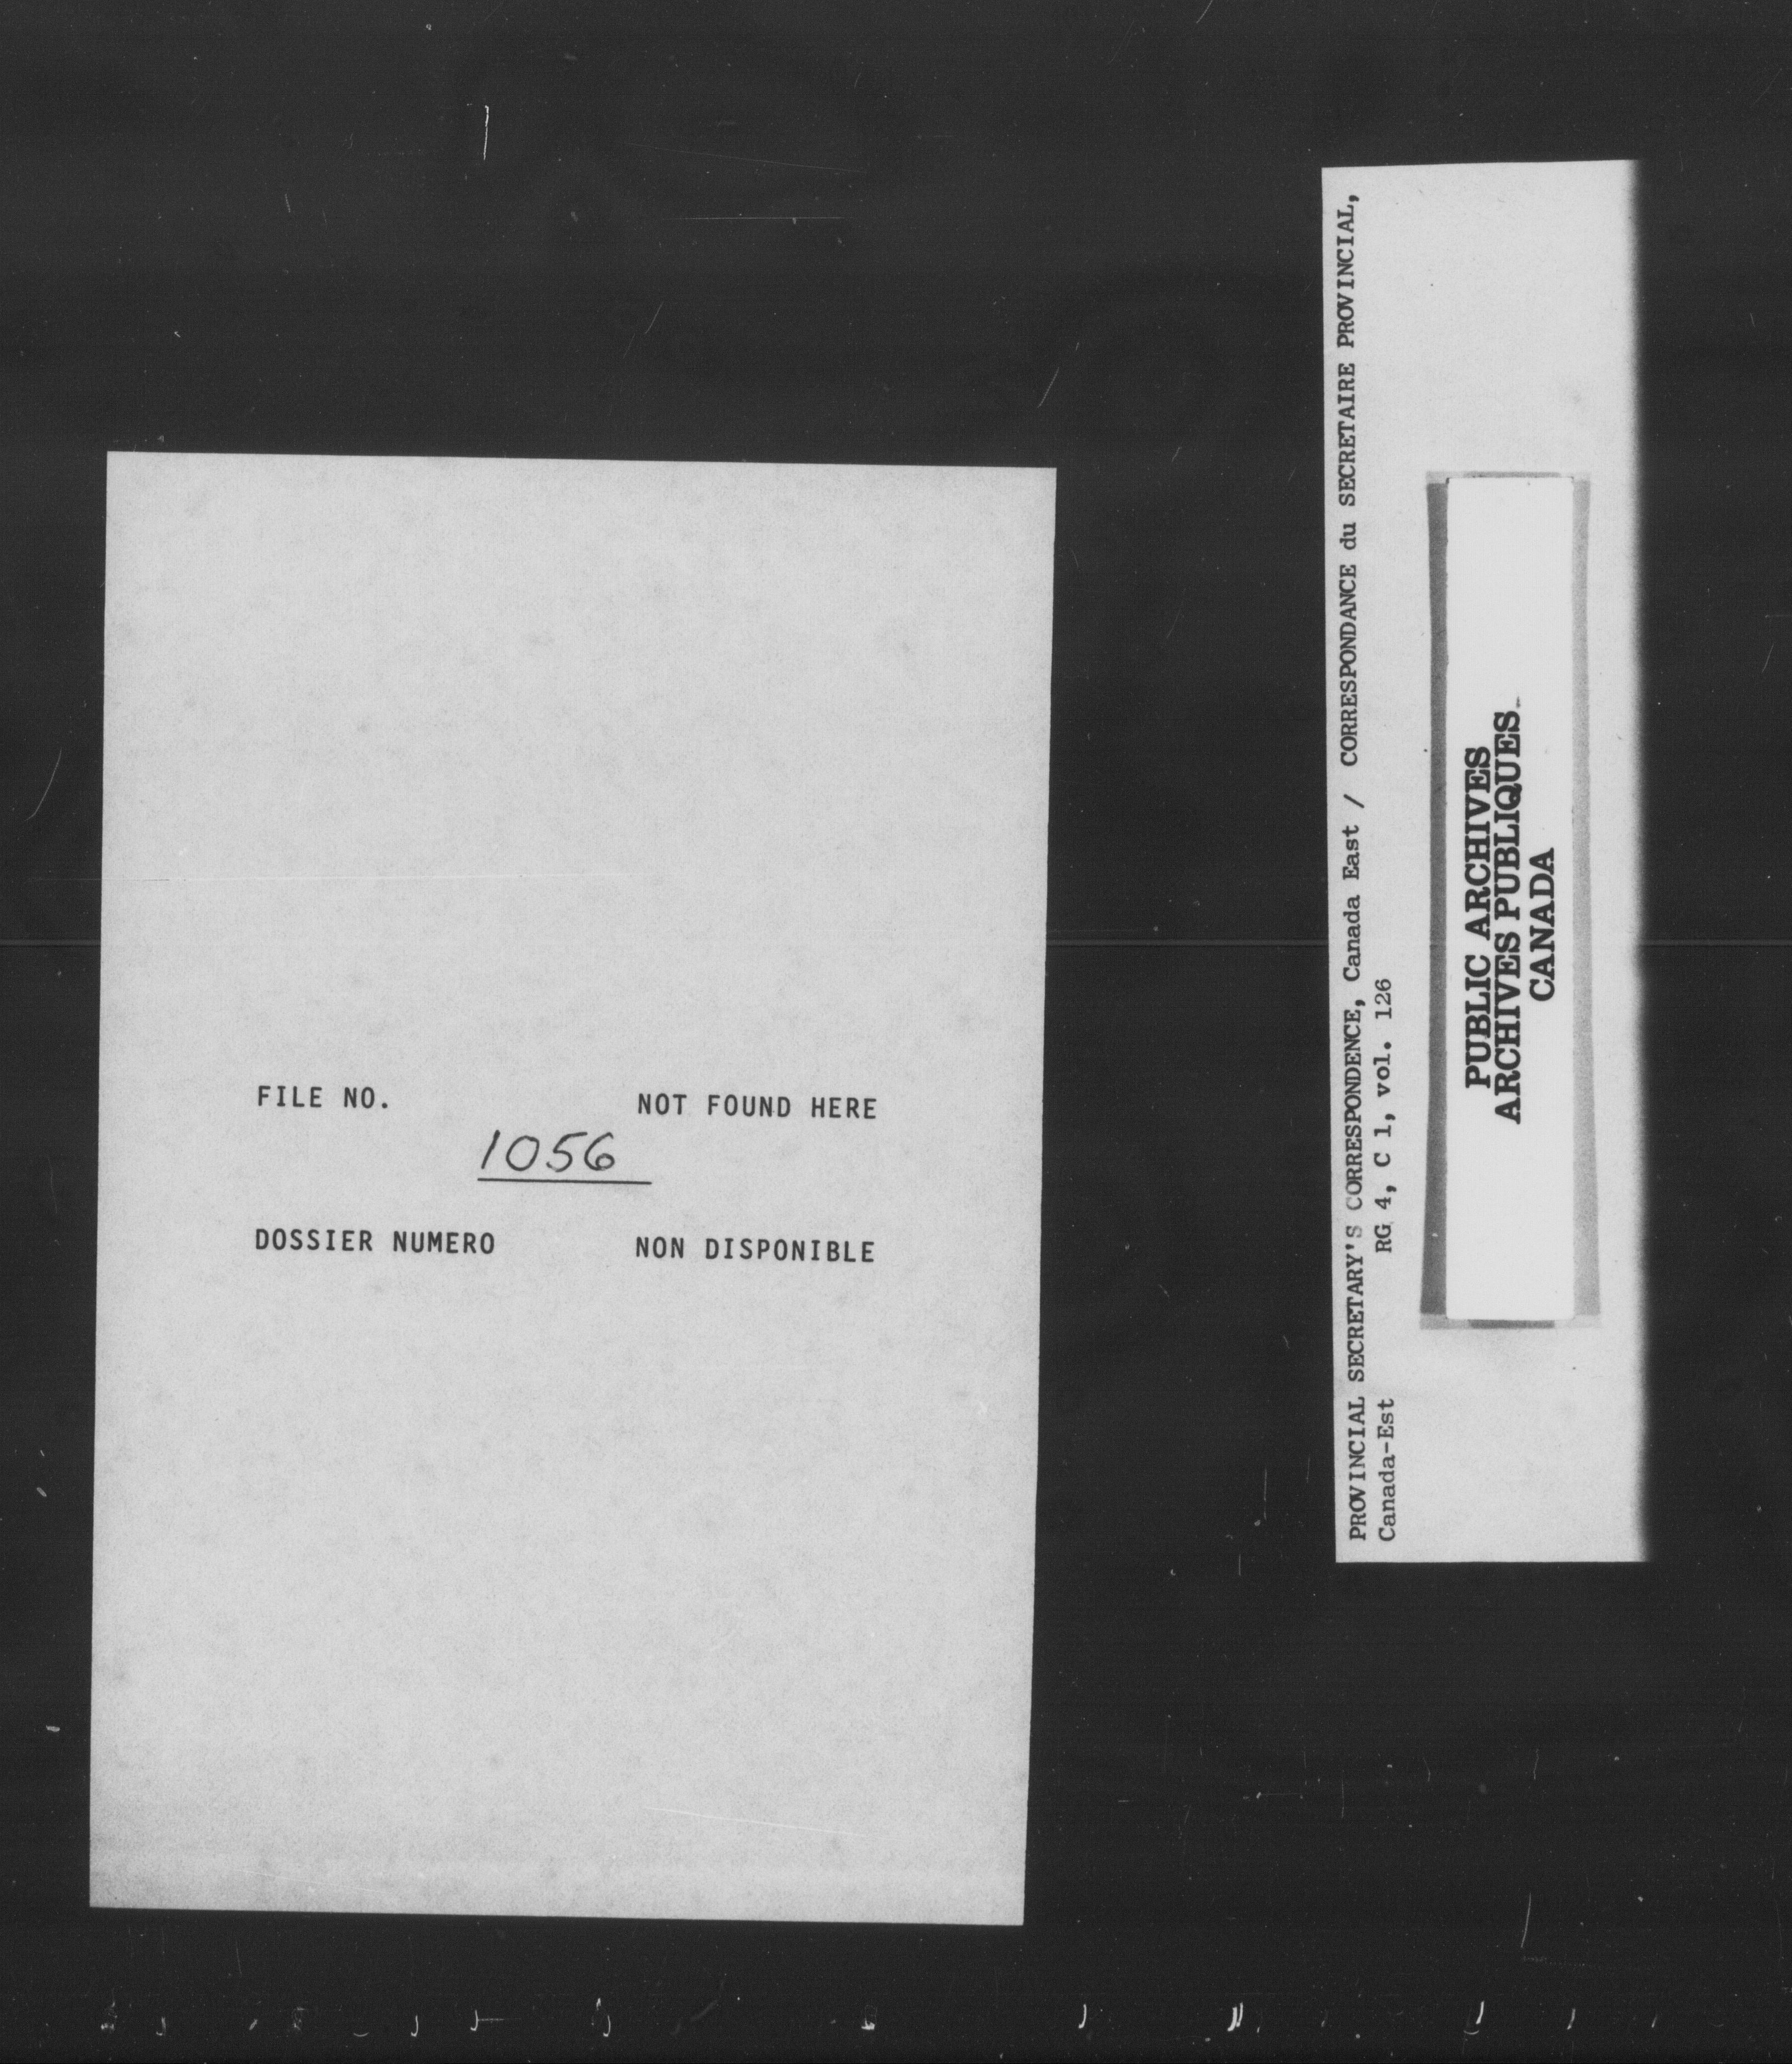 FILE NO. NOT FOUND HERE
1056
DOSSIER NUMERO NON DISPONIBLE
PROVINCIAL SECRETARY'S CORRESPONDENCE, Canada East / CORRESPONDANCE du SECRETAIRE PROVINCIAL,
Canada-Est RG 4, C 1, vol. 126
PUBLIC ARCHIVES
ARCHIVES PUBLIQUES
CANADA